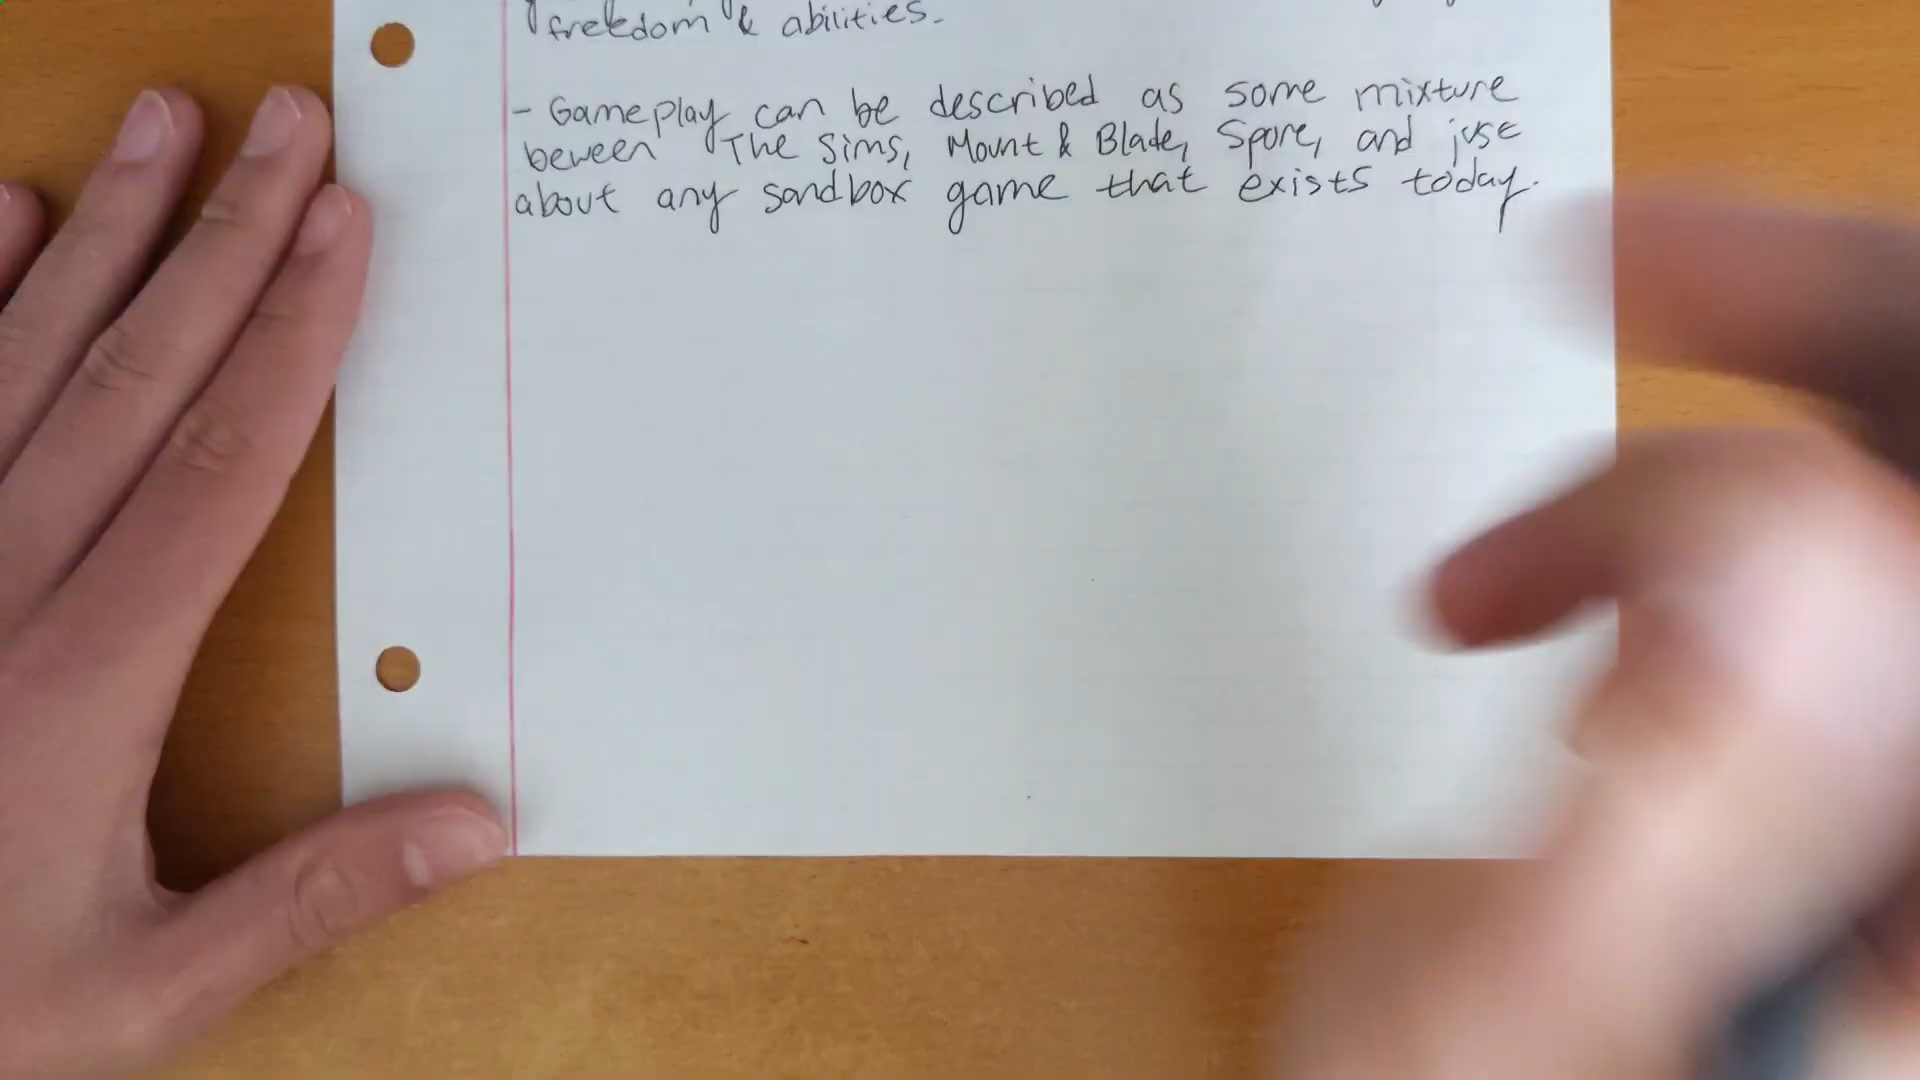 freedom & abilities.
- Gameplay can be described as some mixture
beween The Sims, Mount & Blade, Spore, and just
about any sandbox game that exists today.